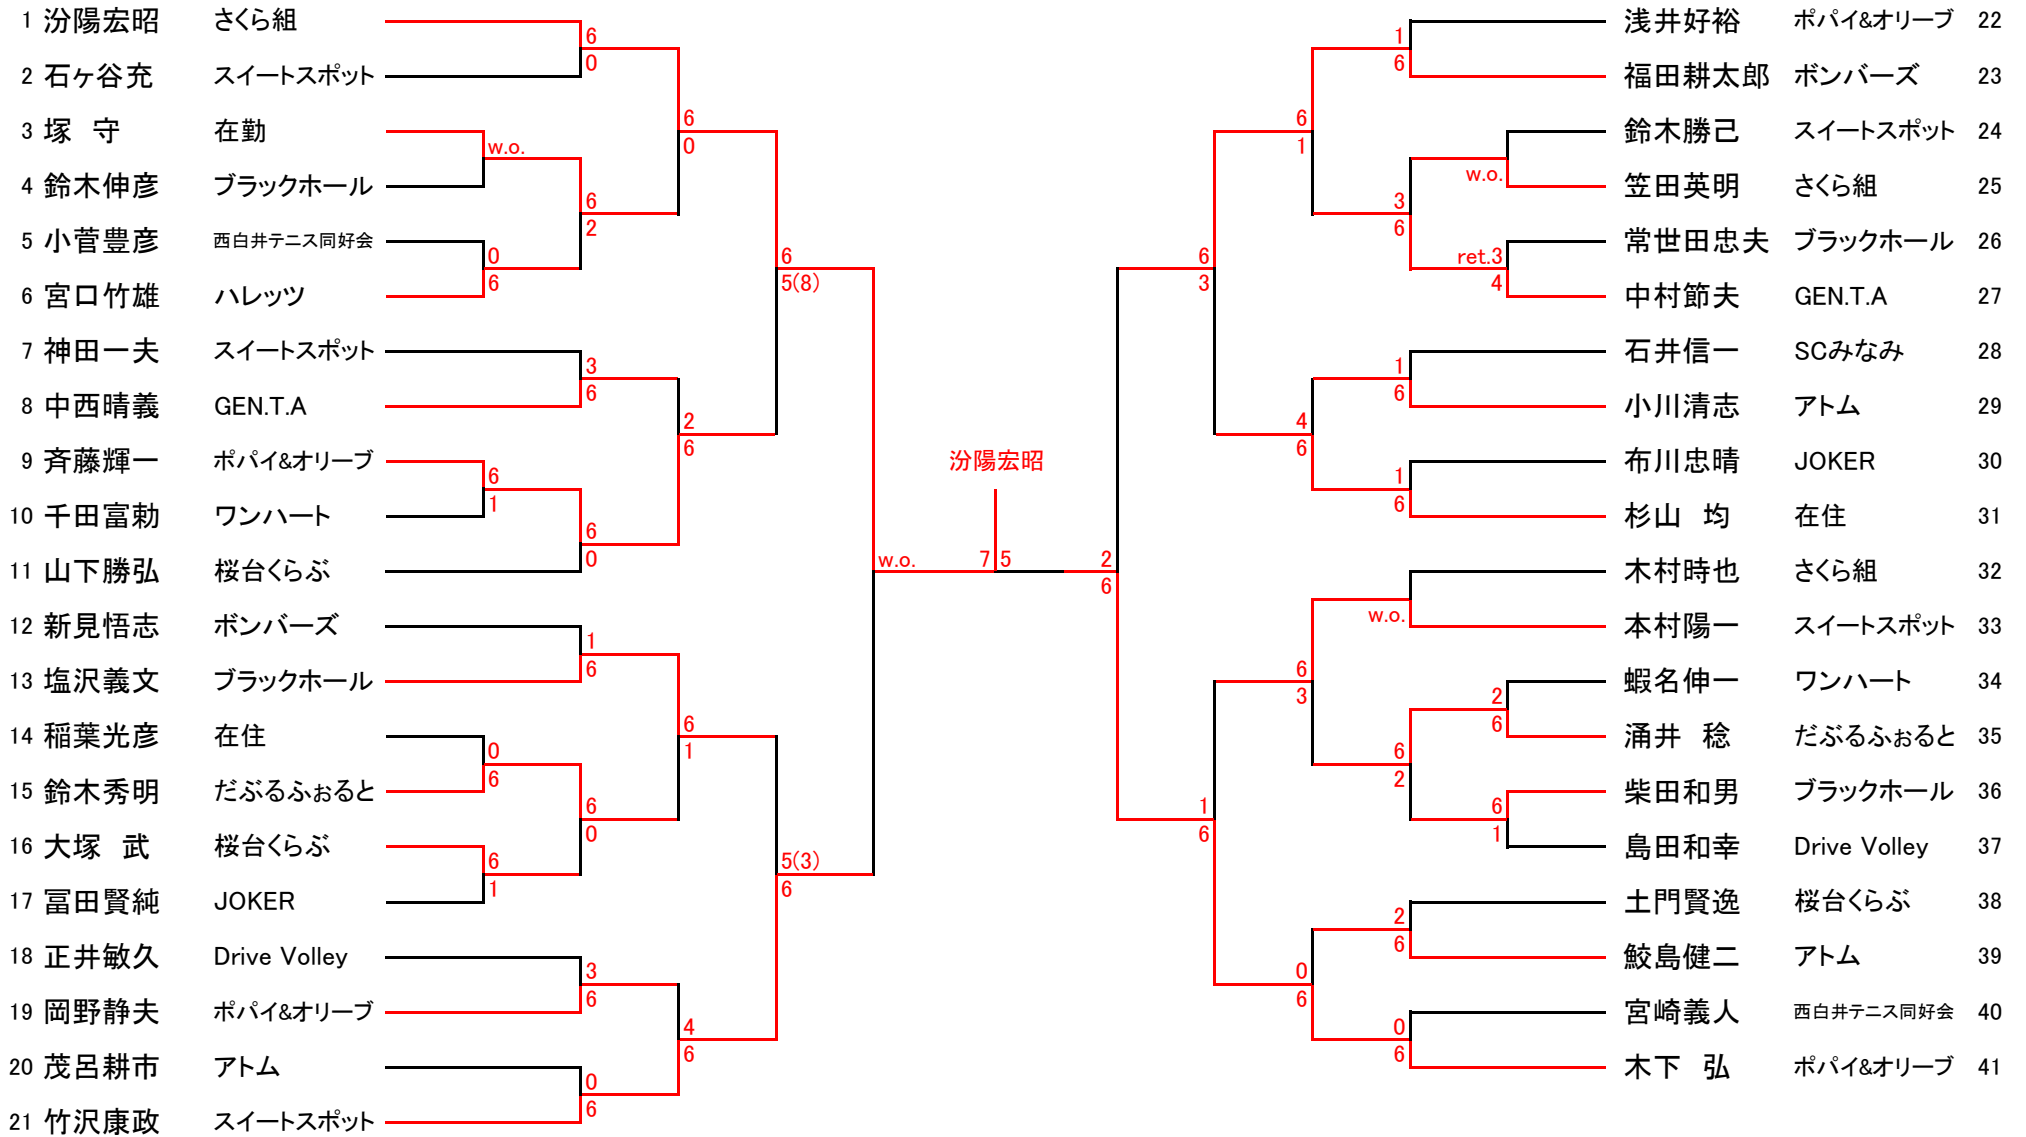 1 汾陽宏昭 さくら組
2 石ヶ谷充 スイートスポット
3 塚　守 在勤
4 鈴木伸彦 ブラックホール
5 小菅豊彦 西白井テニス同好会
6 宮口竹雄 ハレッツ
7 神田一夫 スイートスポット
8 中西晴義 GEN.T.A
9 斉藤輝一 ポパイ&オリーブ
10 千田富勅 ワンハート
11 山下勝弘 桜台くらぶ
12 新見悟志 ボンバーズ
13 塩沢義文 ブラックホール
14 稲葉光彦 在住
15 鈴木秀明 だぶるふぉると
16 大塚　武 桜台くらぶ
17 冨田賢純 JOKER
18 正井敏久 Drive Volley
19 岡野静夫 ポパイ&オリーブ
20 茂呂耕市 アトム
21 竹沢康政 スイートスポット
6
0
w.o.
6
2
0
6
6
0
3
6
6
1
6
0
2
6
6
5(8)
1
6
0
6
6
1
6
0
6
1
3
6
0
6
4
6
5(3)
6
w.o.
汾陽宏昭
7 5
2
6
6
3
1
6
6
1
4
6
6
3
0
6
1
6
3
6
1
6
1
6
w.o.
6
2
2
6
0
6
w.o.
ret.3
4
2
6
6
1
浅井好裕 ポパイ&オリーブ 22
福田耕太郎 ボンバーズ 23
鈴木勝己 スイートスポット 24
笠田英明 さくら組 25
常世田忠夫 ブラックホール 26
中村節夫 GEN.T.A 27
石井信一 SCみなみ 28
小川清志 アトム 29
布川忠晴 JOKER 30
杉山　均 在住 31
木村時也 さくら組 32
本村陽一 スイートスポット 33
蝦名伸一 ワンハート 34
涌井　稔 だぶるふぉると 35
柴田和男 ブラックホール 36
島田和幸 Drive Volley 37
土門賢逸 桜台くらぶ 38
鮫島健二 アトム 39
宮崎義人 西白井テニス同好会 40
木下　弘 ポパイ&オリーブ 41